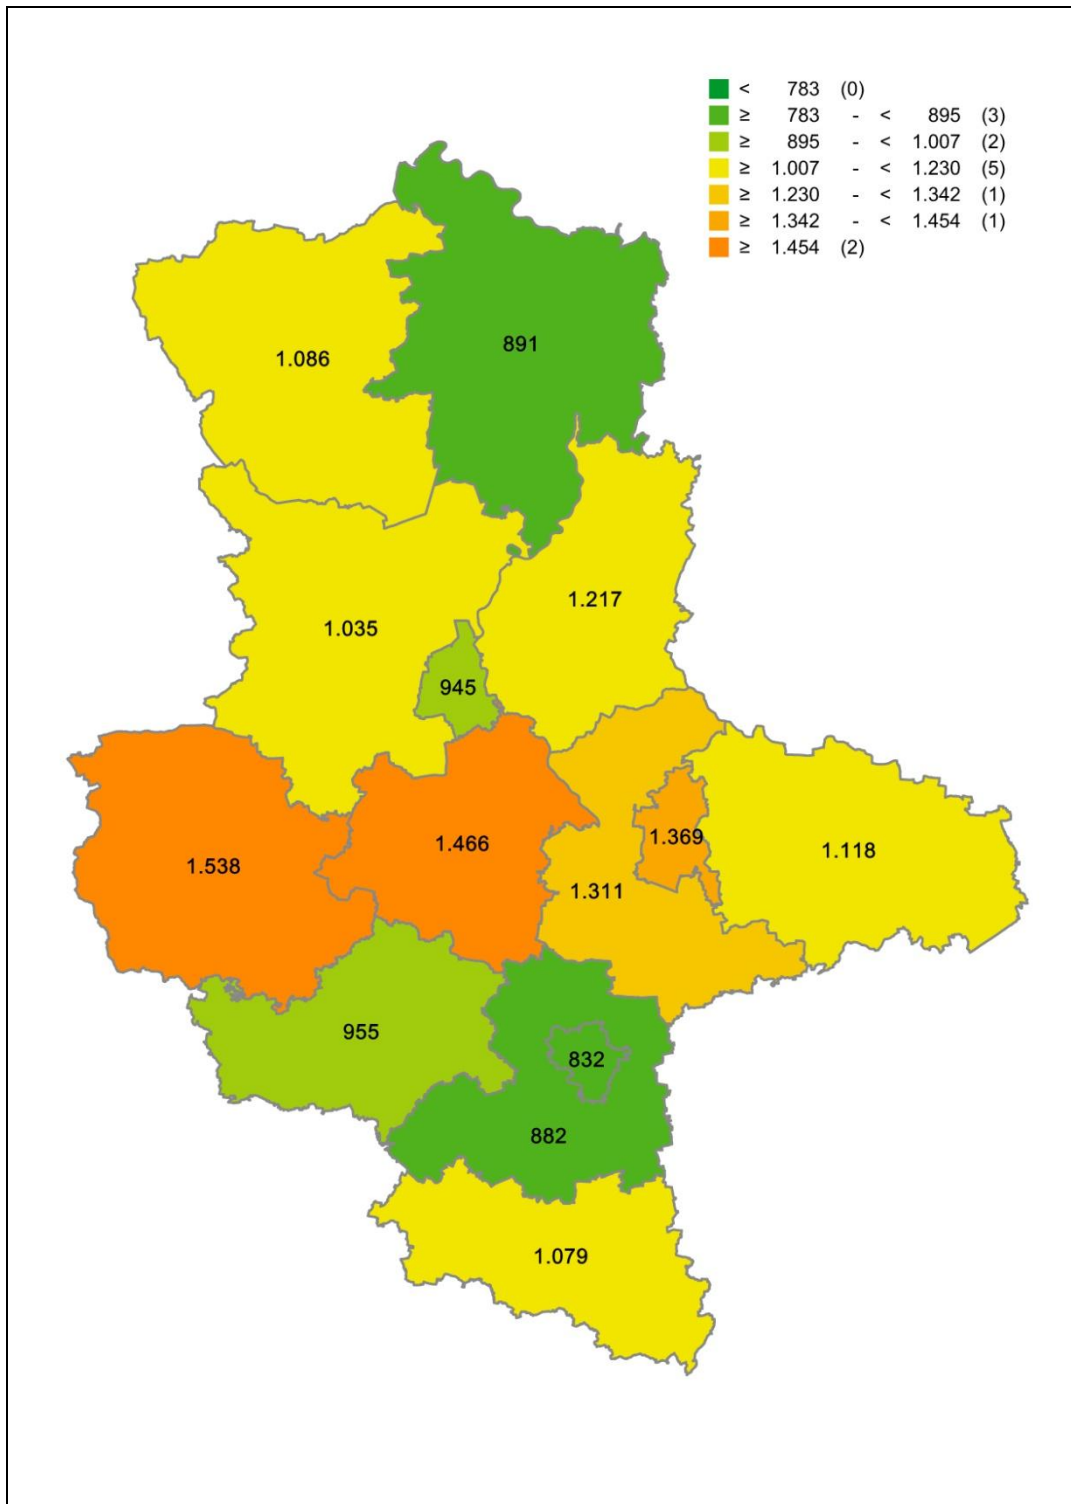 < 783 (0)
≥ 783 - < 895 (3)
≥ 895 - < 1.007 (2)
≥ 1.007 - < 1.230 (5)
≥ 1.230 - < 1.342 (1)
≥ 1.342 - < 1.454 (1)
≥ 1.454 (2)
891
1.086
1.217
1.035
945
1.369
1.466
1.118
1.538
1.311
955
832
882
1.079